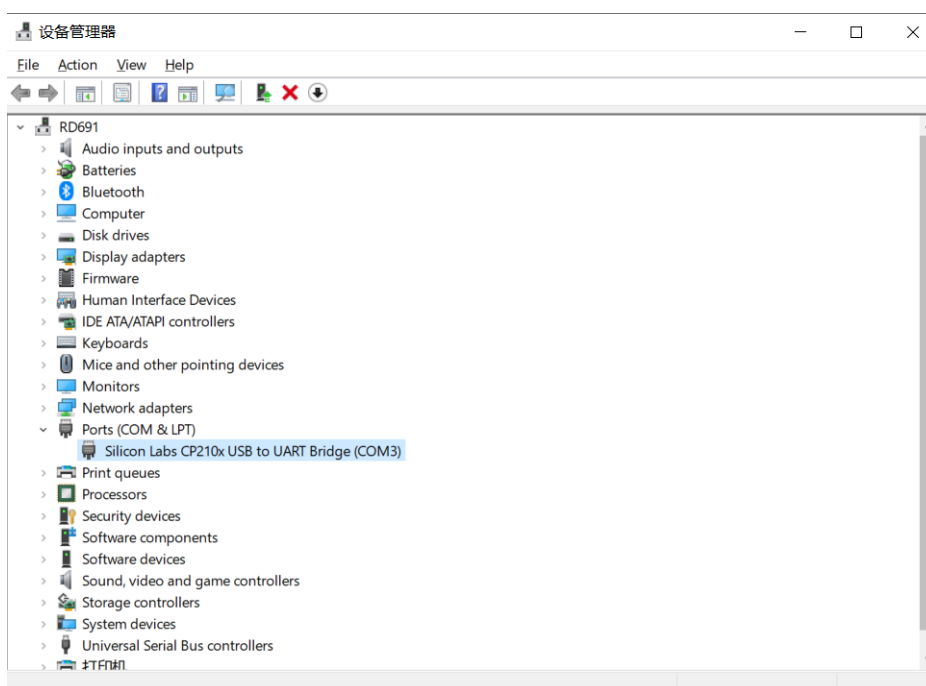 设备管理器
File Action View Help
RD691
Audio inputs and outputs
Batteries
Bluetooth
Computer
Disk drives
Display adapters
Firmware
Human Interface Devices
IDE ATA/ATAPI controllers
Keyboards
Mice and other pointing devices
Monitors
Network adapters
Ports (COM & LPT)
Silicon Labs CP210x USB to UART Bridge (COM3)
Print queues
Processors
Security devices
Software components
Software devices
Sound, video and game controllers
Storage controllers
System devices
Universal Serial Bus controllers
打印机